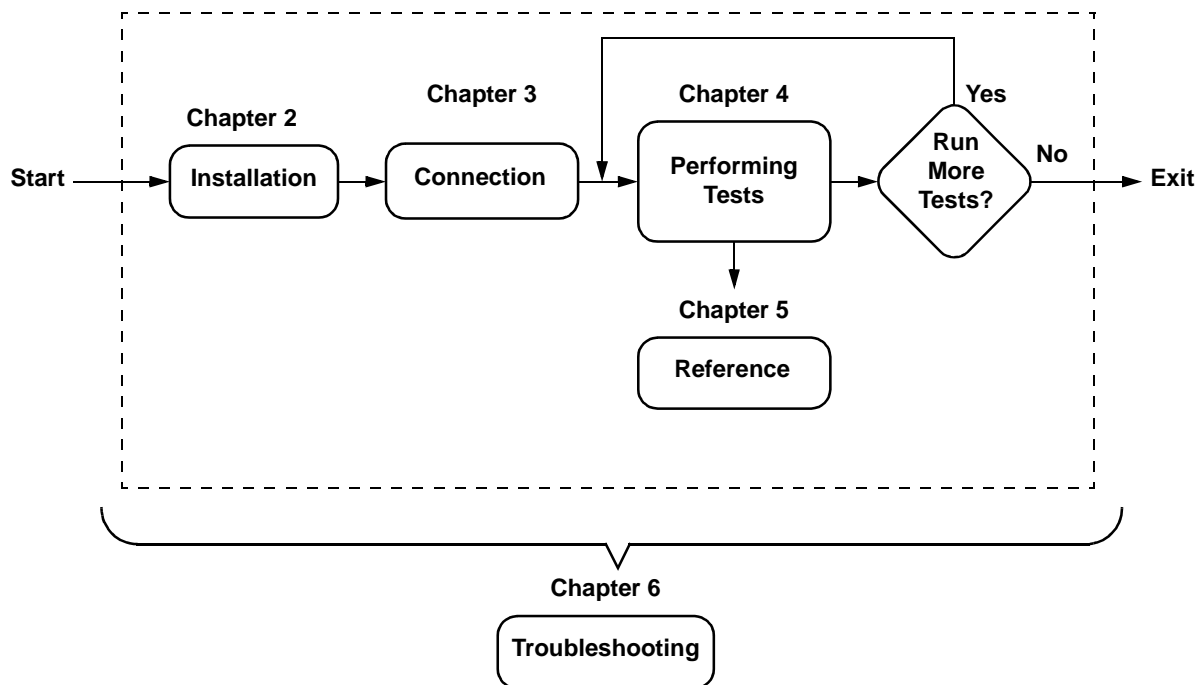 Start
Chapter 2
Installation
Chapter 3
Connection
Chapter 4
Performing
Tests
Yes
Run
More
Tests?
No
Exit
Chapter 5
Reference
Chapter 6
Troubleshooting